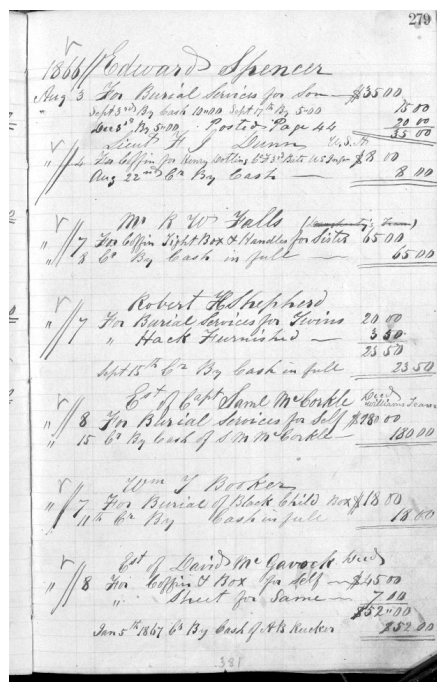 279
1866 // Edward Spencer
Aug 3 For Burial Services for Son — $35 00
Sept 3rd By Cash 10=00 Sept 17th By 5=00 15 00
Dec 3rd By 5=00 . Posted Page 44 20 00
35 00
Lieut H J Dunn U.S.A
" // 4 For Coffin for Henry US Infr $8 00
Aug 22nd Cr By Cash — 8 00
Mr R W Falls
" // 7 For Coffin Tight Box & Handles for Sister 65 00
" 8 Cr By Cash in full — 65 00
Robert H Shepherd
" // 7 For Burial Services for Twins 20 00
" Hack Furnished — 3 50
23 50
Sept 15th Cr By Cash in full 23 50
Est of Capt Saml McCorkle Decd
" // 8 For Burial Services for Self $180 00
" 15 Cr By Cash of S M McCorkle — 180 00
Wm Y Booker
" // 7 For Burial of Black Child Box $18 00
" 11th Cr By Cash in full 18 00
Est of David McGavock Decd
" // 8 For Coffin & Box for Self — $45 00
" Sheet for Same — 7 00
$52=00
Jan 5th 1867 Cr By Cash of A B Rucker $52 00
381